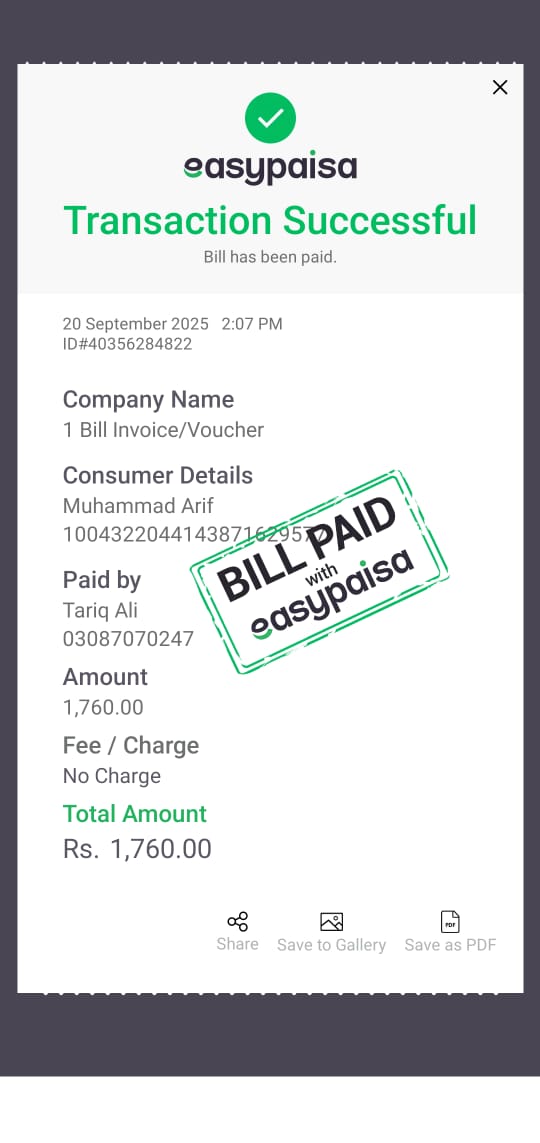 easypaisa
Transaction Successful
Bill has been paid.
20 September 2025 2:07 PM
ID#40356284822
Company Name
1 Bill Invoice/Voucher
Consumer Details
Muhammad Arif
BILL PAID
with
easypaisa
Paid by
Tariq Ali
03087070247
Amount
1,760.00
Fee / Charge
No Charge
Total Amount
Rs. 1,760.00
Share Save to Gallery Save as PDF
PDF